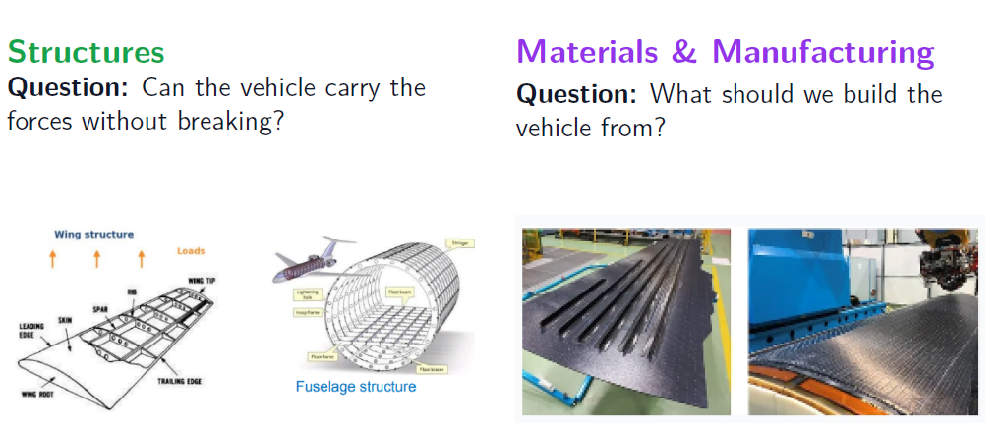 Structures
Question: Can the vehicle carry the
forces without breaking?
Materials & Manufacturing
Question: What should we build the
vehicle from?
Wing structure
Loads
WING TIP
RIB
SPAR
SKIN
LEADING
EDGE
TRAILING EDGE
WING ROOT
Stringer
Lightening
hole
Floor beam
Hoop frame
Floor frame
Floor braces
Fuselage structure